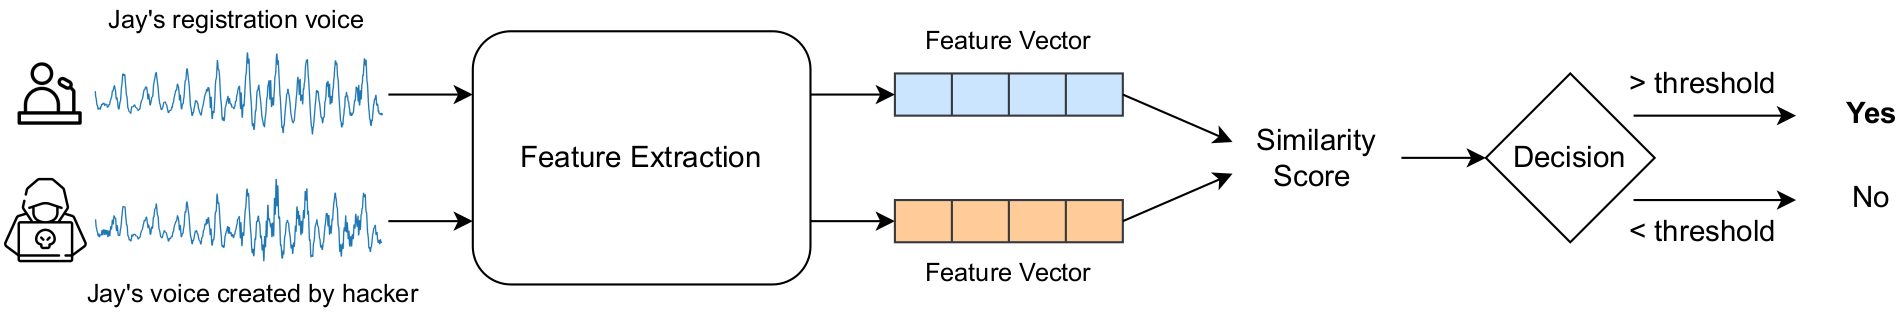 Jay's registration voice
Jay's voice created by hacker
Feature Extraction
Feature Vector
Feature Vector
Similarity
Score
Decision
> threshold
< threshold
Yes
No